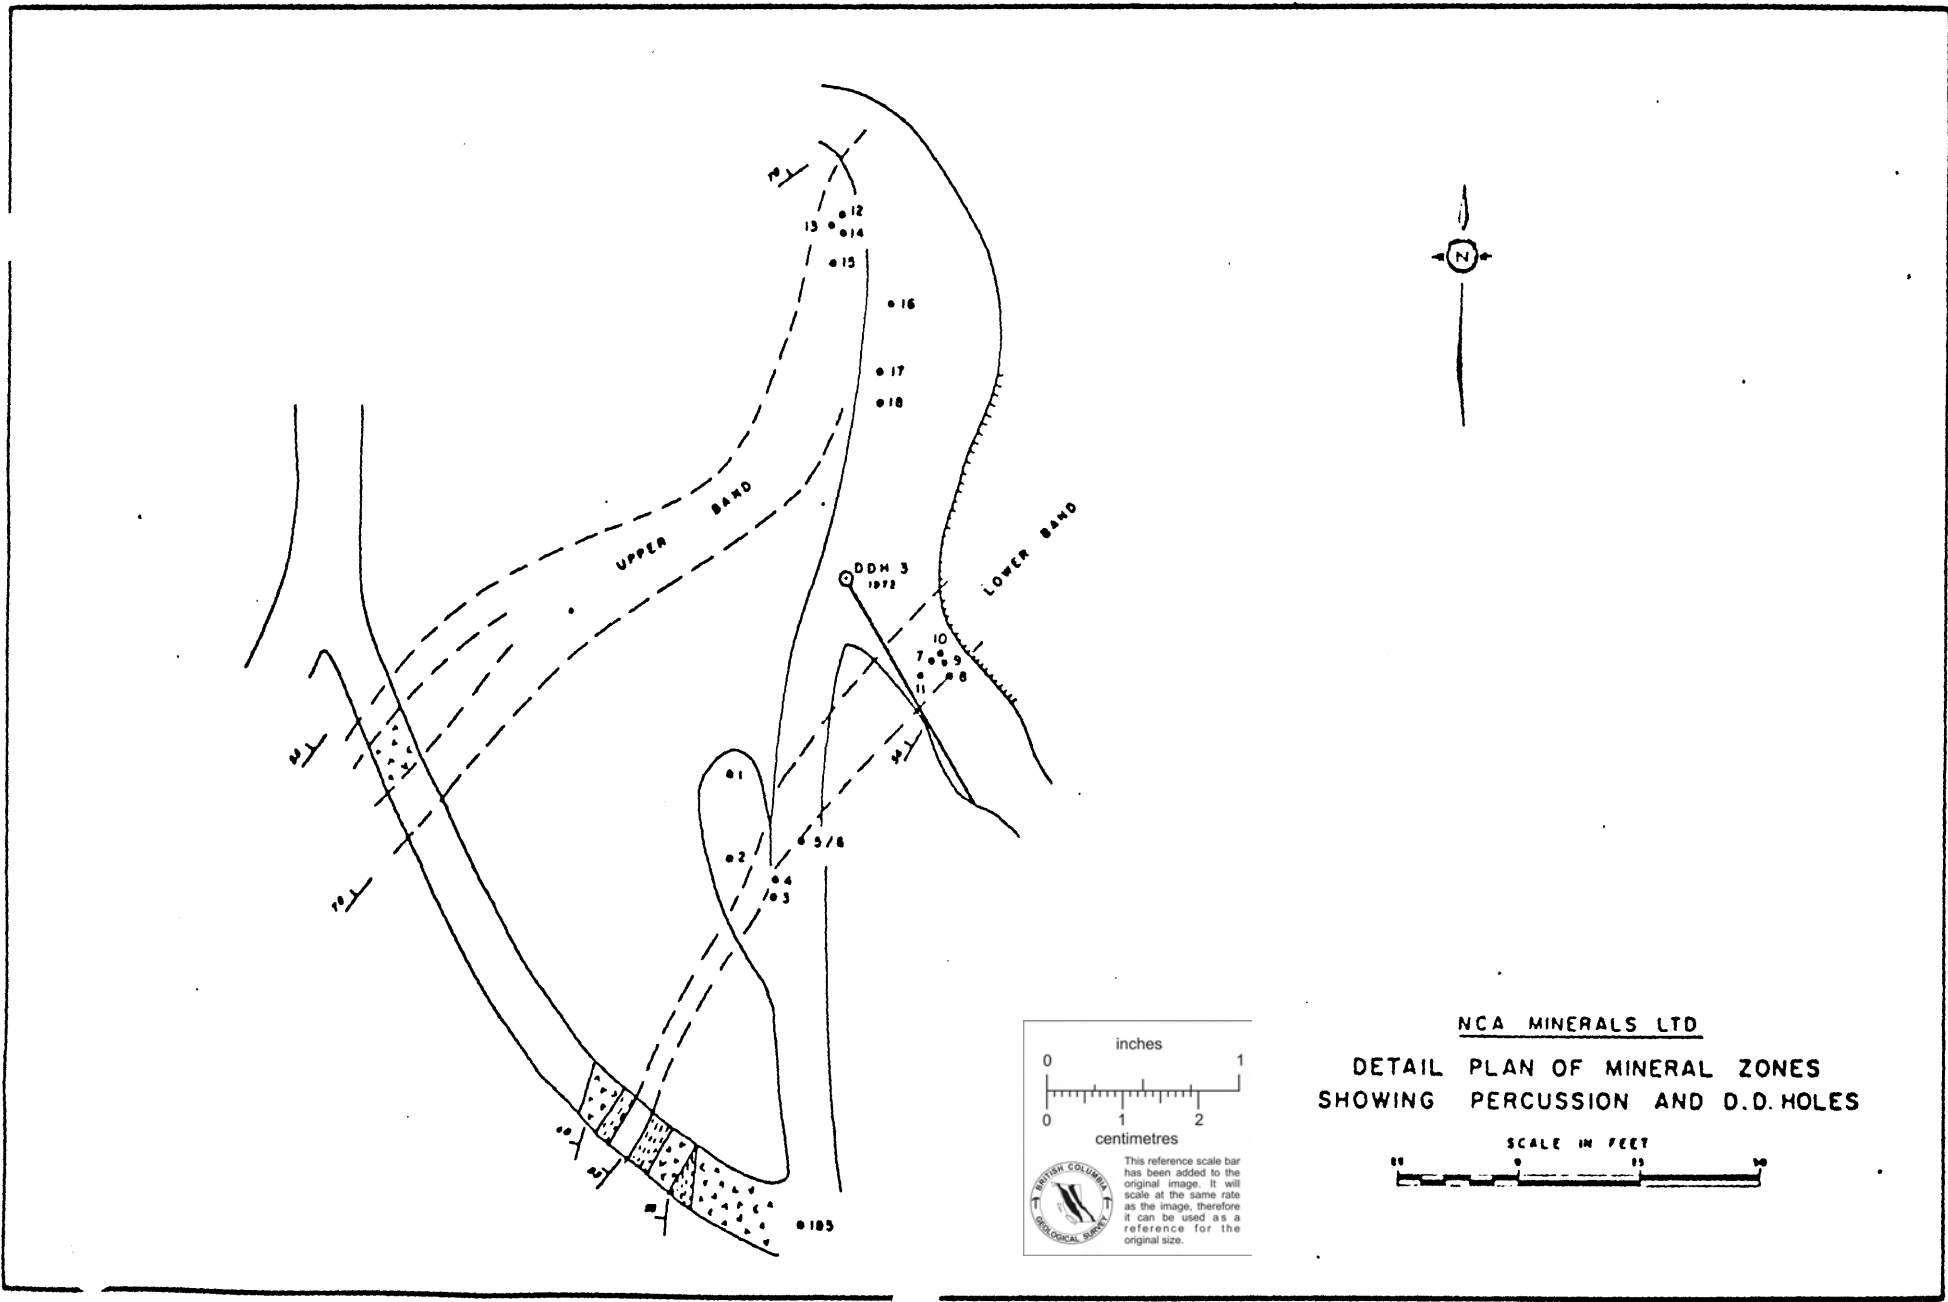 70
12
13
14
15
16
17
18
UPPER BAND
LOWER BAND
DDH 3
1972
10
7
9
8
11
1
5/6
2
4
3
70
105
NCA MINERALS LTD
DETAIL PLAN OF MINERAL ZONES
SHOWING PERCUSSION AND D.D. HOLES
SCALE IN FEET
0
N
inches
0 1
0 1 2
centimetres
BRITISH COLUMBIA
GEOLOGICAL SURVEY
This reference scale bar
has been added to the
original image. It will
scale at the same rate
as the image, therefore
it can be used as a
reference for the
original size.